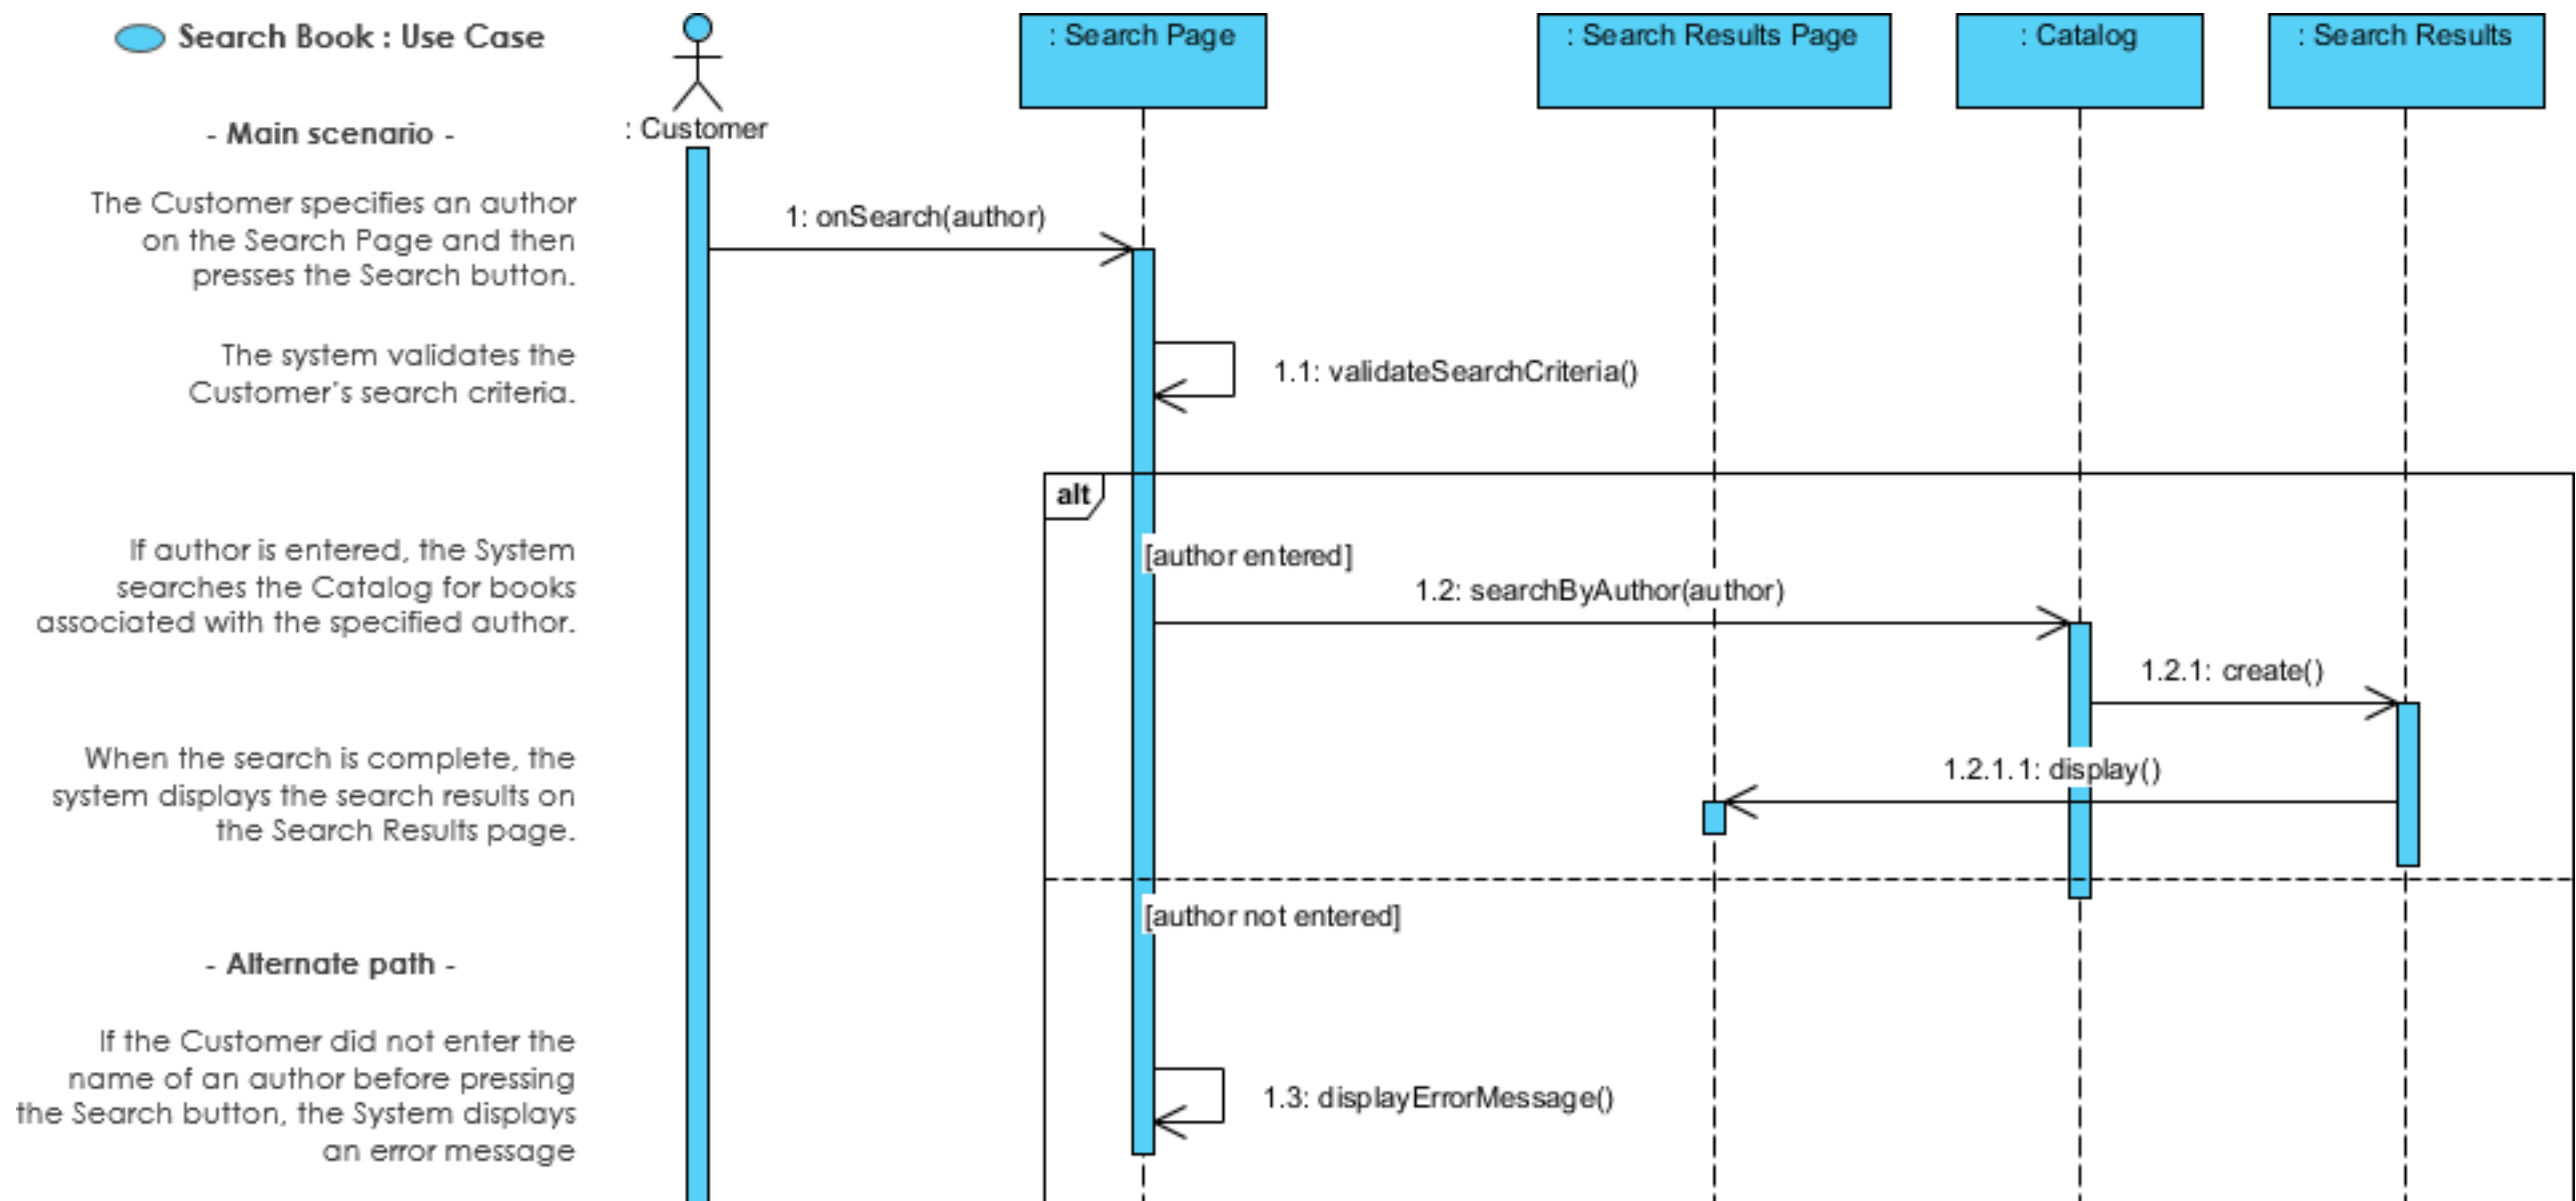 Search Book : Use Case
: Search Page
: Search Results Page
: Catalog
: Search Results
: Customer
- Main scenario -
The Customer specifies an author
on the Search Page and then
presses the Search button.
1: onSearch(author)
The system validates the
Customer's search criteria.
1.1: validateSearchCriteria()
alt
[author entered]
If author is entered, the System
searches the Catalog for books
associated with the specified author.
1.2: searchByAuthor(author)
1.2.1: create()
When the search is complete, the
system displays the search results on
the Search Results page.
1.2.1.1: display()
[author not entered]
- Alternate path -
If the Customer did not enter the
name of an author before pressing
the Search button, the System displays
an error message
1.3: displayErrorMessage()